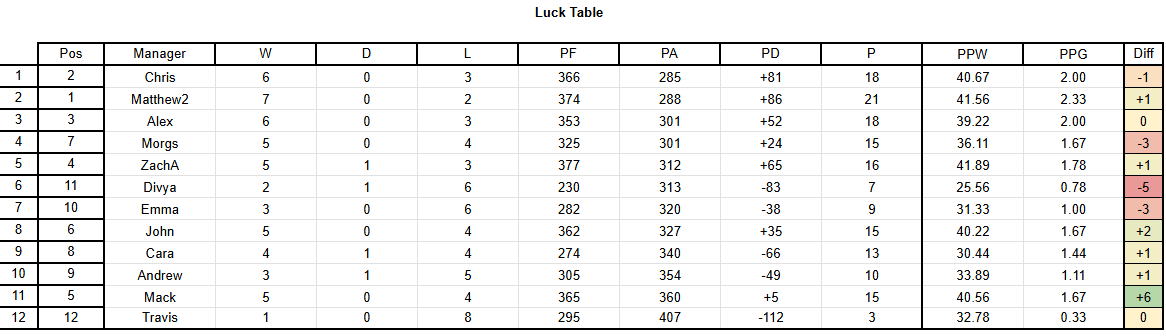 Luck Table
Pos Manager W D L PF PA PD P PPW PPG Diff
1 2 Chris 6 0 3 366 285 +81 18 40.67 2.00 -1
2 1 Matthew2 7 0 2 374 288 +86 21 41.56 2.33 +1
3 3 Alex 6 0 3 353 301 +52 18 39.22 2.00 0
4 7 Morgs 5 0 4 325 301 +24 15 36.11 1.67 -3
5 4 ZachA 5 1 3 377 312 +65 16 41.89 1.78 +1
6 11 Divya 2 1 6 230 313 -83 7 25.56 0.78 -5
7 10 Emma 3 0 6 282 320 -38 9 31.33 1.00 -3
8 6 John 5 0 4 362 327 +35 15 40.22 1.67 +2
9 8 Cara 4 1 4 274 340 -66 13 30.44 1.44 +1
10 9 Andrew 3 1 5 305 354 -49 10 33.89 1.11 +1
11 5 Mack 5 0 4 365 360 +5 15 40.56 1.67 +6
12 12 Travis 1 0 8 295 407 -112 3 32.78 0.33 0